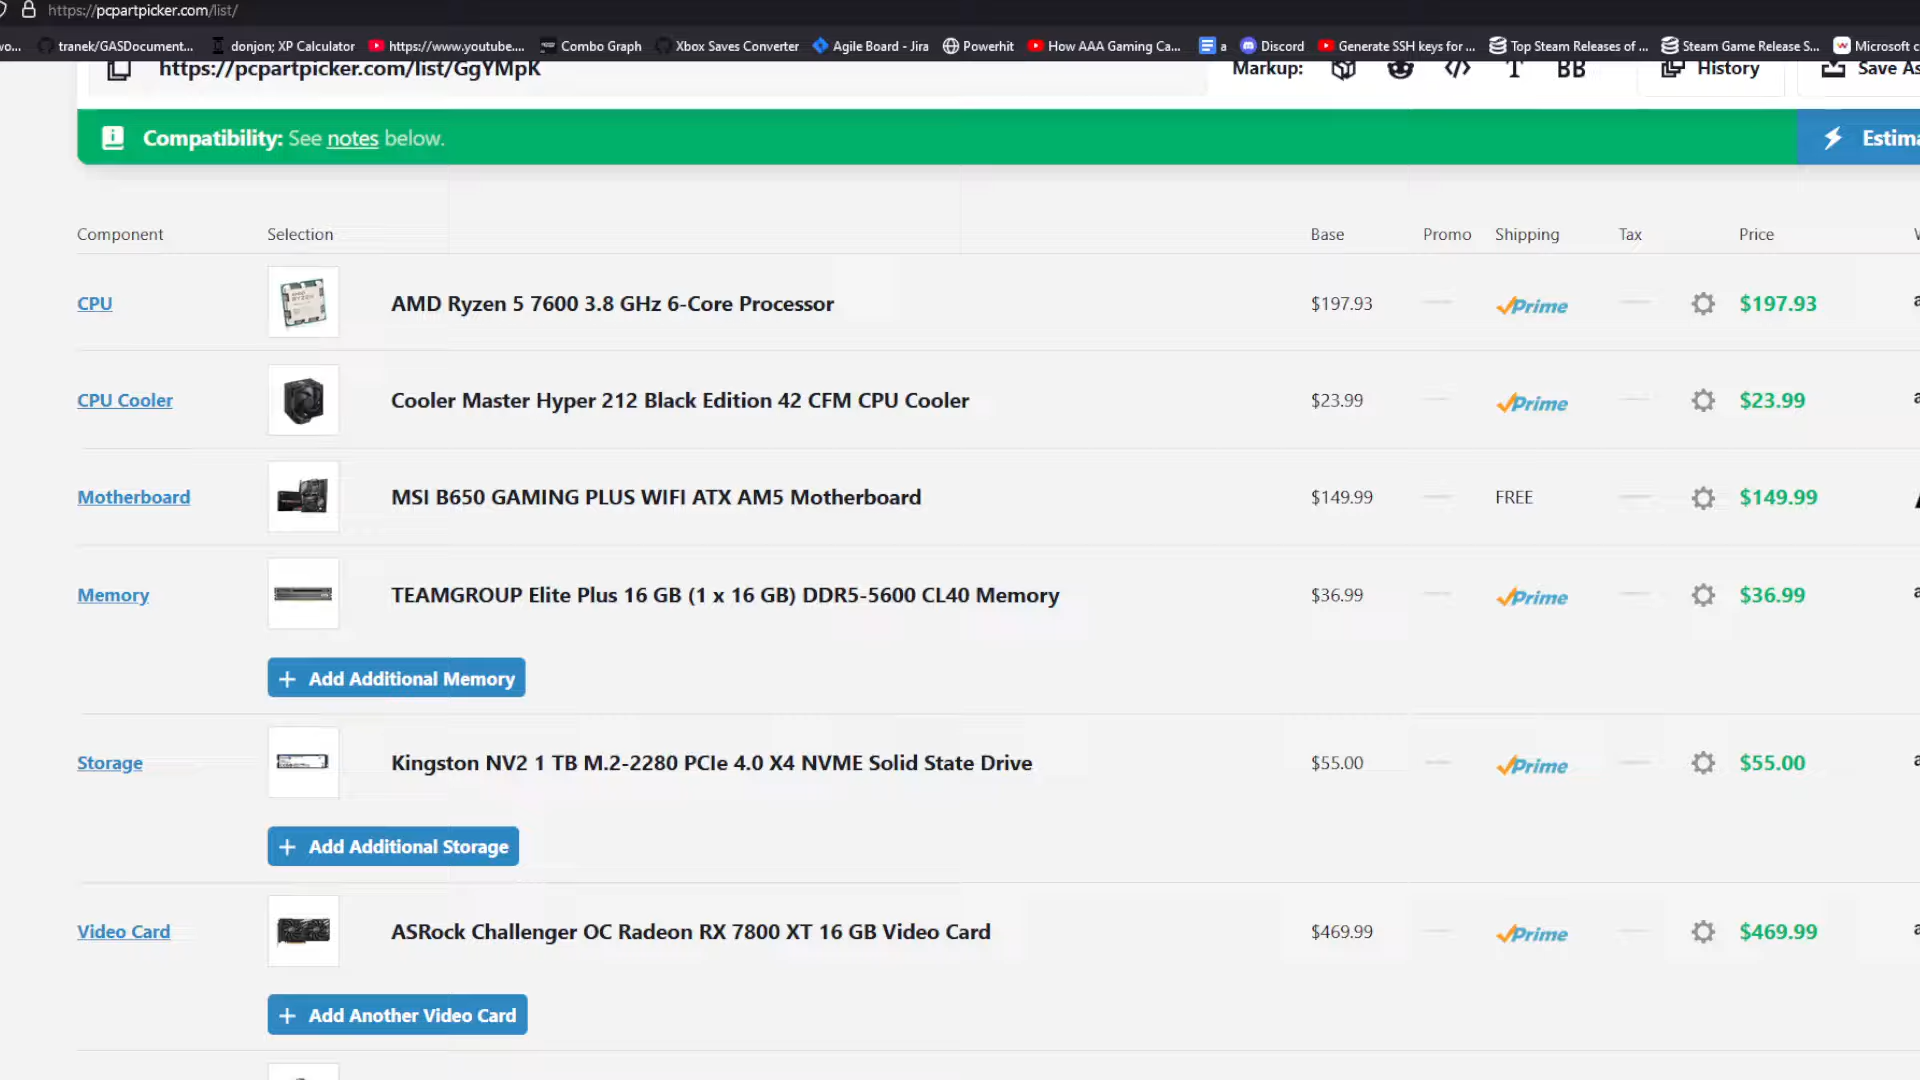 https://pcpartpicker.com/list/
tranek/GASDocument... donjon; XP Calculator https://www.youtube.... Combo Graph Xbox Saves Converter Agile Board - Jira Powerhit How AAA Gaming Ca... a Discord Generate SSH keys for ... Top Steam Releases of ... Steam Game Release S... Microsoft
https://pcpartpicker.com/list/GgYMpK Markup: BB History Save
Compatibility: See notes below.
Component Selection Base Promo Shipping Tax Price
CPU AMD Ryzen 5 7600 3.8 GHz 6-Core Processor $197.93 Prime $197.93
CPU Cooler Cooler Master Hyper 212 Black Edition 42 CFM CPU Cooler $23.99 Prime $23.99
Motherboard MSI B650 GAMING PLUS WIFI ATX AM5 Motherboard $149.99 FREE $149.99
Memory TEAMGROUP Elite Plus 16 GB (1 x 16 GB) DDR5-5600 CL40 Memory $36.99 Prime $36.99
+ Add Additional Memory
Storage Kingston NV2 1 TB M.2-2280 PCIe 4.0 X4 NVME Solid State Drive $55.00 Prime $55.00
+ Add Additional Storage
Video Card ASRock Challenger OC Radeon RX 7800 XT 16 GB Video Card $469.99 Prime $469.99
+ Add Another Video Card